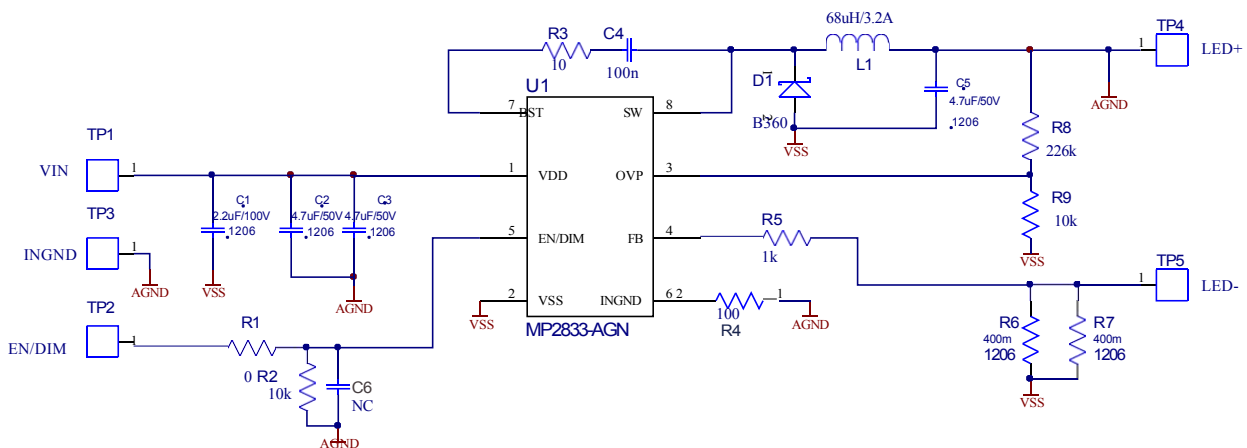 68uH/3.2A
TP4
R3
C4
1
LED+
10
100n
L1
U1
D1
1
C5
4.7uF/50V
AGND
7
BST
SW
8
2
B360
1206
R8
TP1
VSS
226k
VIN
1
1
VDD
OVP
3
C1
C2
C3
R9
TP3
2.2uF/100V
4.7uF/50V
4.7uF/50V
R5
10k
1206
1206
1206
5
EN/DIM
FB
4
INGND
1
1k
VSS
TP5
AGND
VSS
AGND
1
LED-
TP2
2
VSS
INGND
6
2
1
VSS
100
AGND
R6
R7
MP2833-AGN
R4
400m
400m
EN/DIM
1
R1
1206
1206
0
R2
C6
10k
NC
VSS
AGND